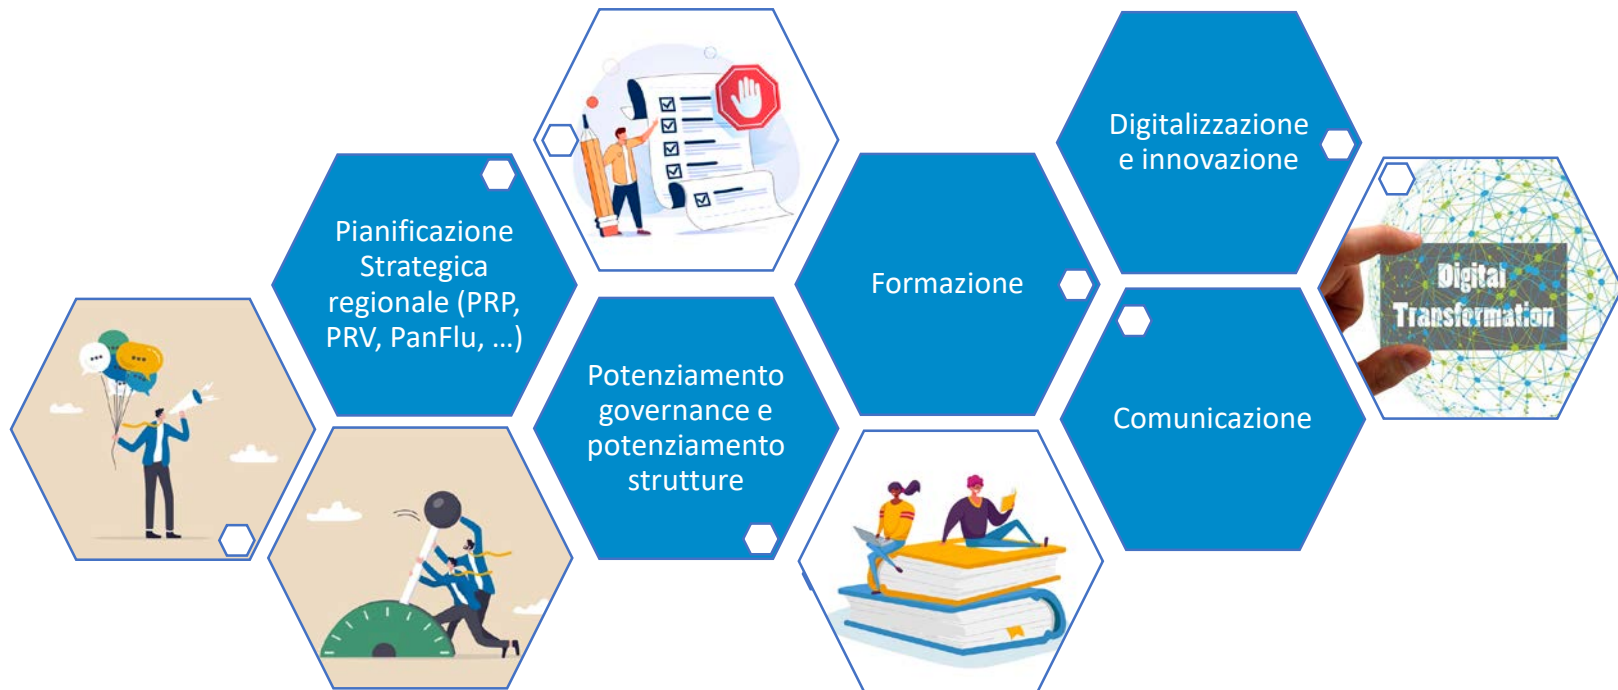 Pianificazione
Strategica
regionale (PRP,
PRV, PanFlu, ...)
Potenziamento
governance e
potenziamento
strutture
Formazione
Digitalizzazione
e innovazione
Comunicazione
Digital
Transformation